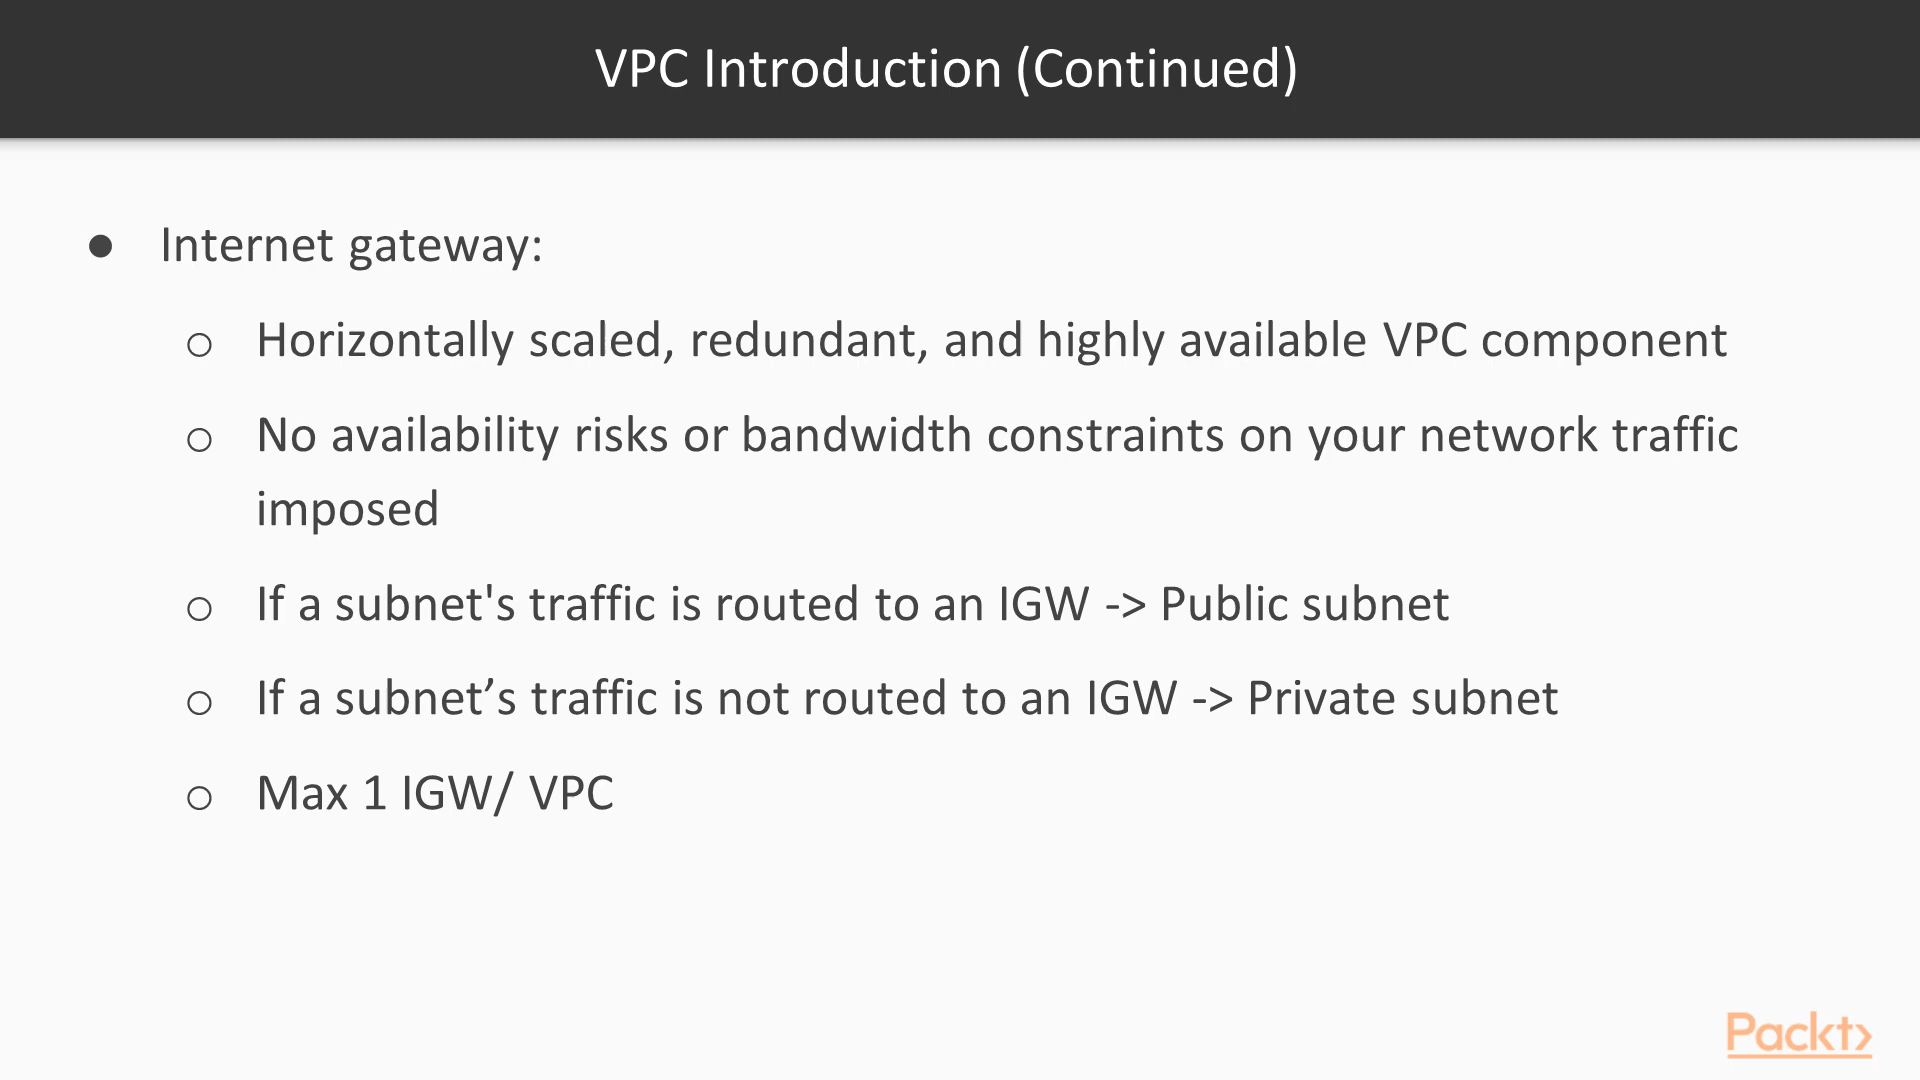 VPC Introduction (Continued)
● Internet gateway:
○ Horizontally scaled, redundant, and highly available VPC component
○ No availability risks or bandwidth constraints on your network traffic
imposed
○ If a subnet's traffic is routed to an IGW -> Public subnet
○ If a subnet’s traffic is not routed to an IGW -> Private subnet
○ Max 1 IGW/ VPC
Packt>